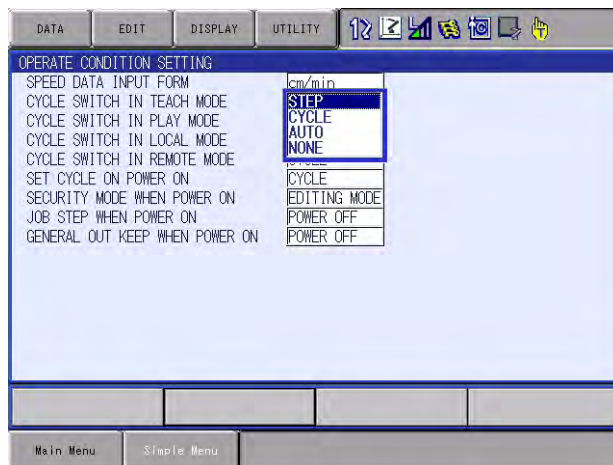 DATA EDIT DISPLAY UTILITY
OPERATE CONDITION SETTING
SPEED DATA INPUT FORM cm/min
CYCLE SWITCH IN TEACH MODE STEP
CYCLE SWITCH IN PLAY MODE CYCLE
CYCLE SWITCH IN LOCAL MODE AUTO
NONE
CYCLE SWITCH IN REMOTE MODE CYCLE
SET CYCLE ON POWER ON CYCLE
SECURITY MODE WHEN POWER ON EDITING MODE
JOB STEP WHEN POWER ON POWER OFF
GENERAL OUT KEEP WHEN POWER ON POWER OFF
Main Menu Simple Menu